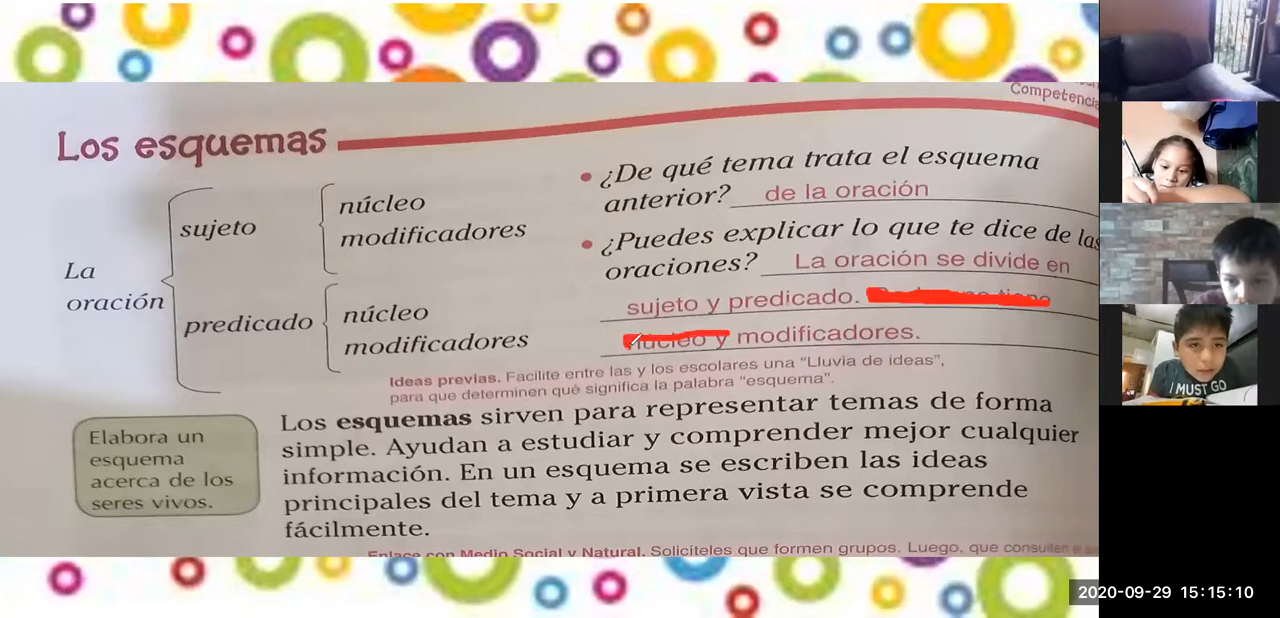 Competencia
Los esquemas
La
oración
sujeto
núcleo
modificadores
predicado
núcleo
modificadores
• ¿De qué tema trata el esquema
anterior? de la oración
• ¿Puedes explicar lo que te dice de las
oraciones? La oración se divide en
sujeto y predicado.
núcleo y modificadores.
Ideas previas. Facilite entre las y los escolares una "Lluvia de ideas",
para que determinen qué significa la palabra "esquema".
Elabora un
esquema
acerca de los
seres vivos.
Los esquemas sirven para representar temas de forma
simple. Ayudan a estudiar y comprender mejor cualquier
información. En un esquema se escriben las ideas
principales del tema y a primera vista se comprende
fácilmente.
Enlace con Medio Social y Natural. Solicíteles que formen grupos. Luego, que consulten
I MUST GO
2020-09-29 15:15:10